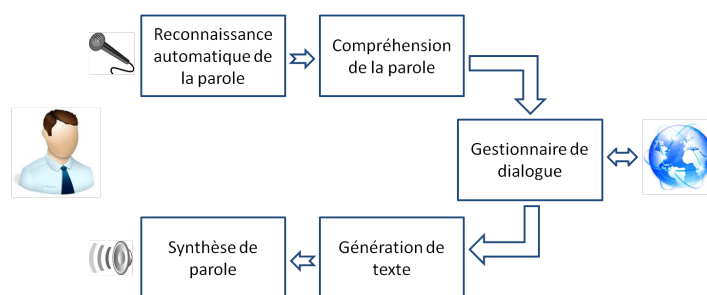 Reconnaissance
automatique de
la parole
Compréhension
de la parole
Gestionnaire de
dialogue
Synthèse de
parole
Génération de
texte